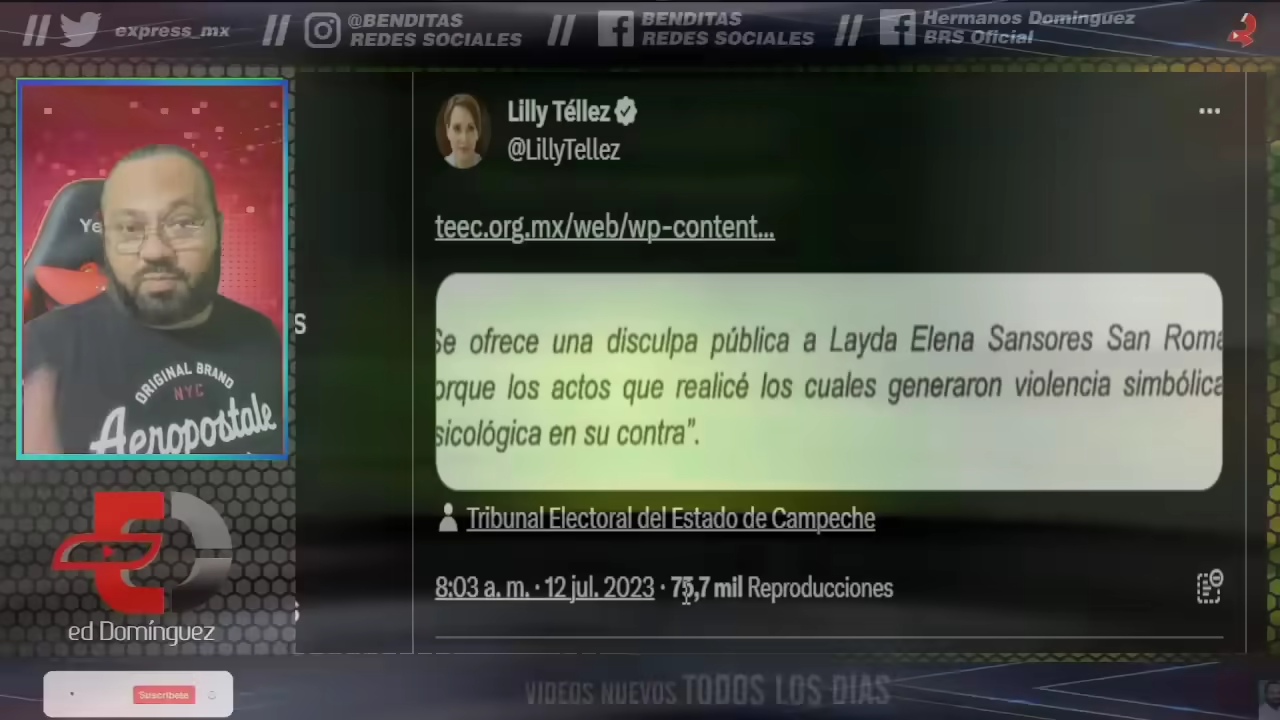 express_mx
@BENDITAS
REDES SOCIALES
BENDITAS
REDES SOCIALES
Hermanos Dominguez
BRS Oficial
Lilly Téllez
@LillyTellez
teec.org.mx/web/wp-content...
Se ofrece una disculpa pública a Layda Elena Sansores San Roma
orque los actos que realicé los cuales generaron violencia simbólica
sicológica en su contra".
Tribunal Electoral del Estado de Campeche
8:03 a. m. · 12 jul. 2023 · 75,7 mil Reproducciones
Ye
ORIGINAL BRAND
NYC
Aeropostale
s
ed Domínguez
Suscríbete
VIDEOS NUEVOS TODOS LOS DIAS